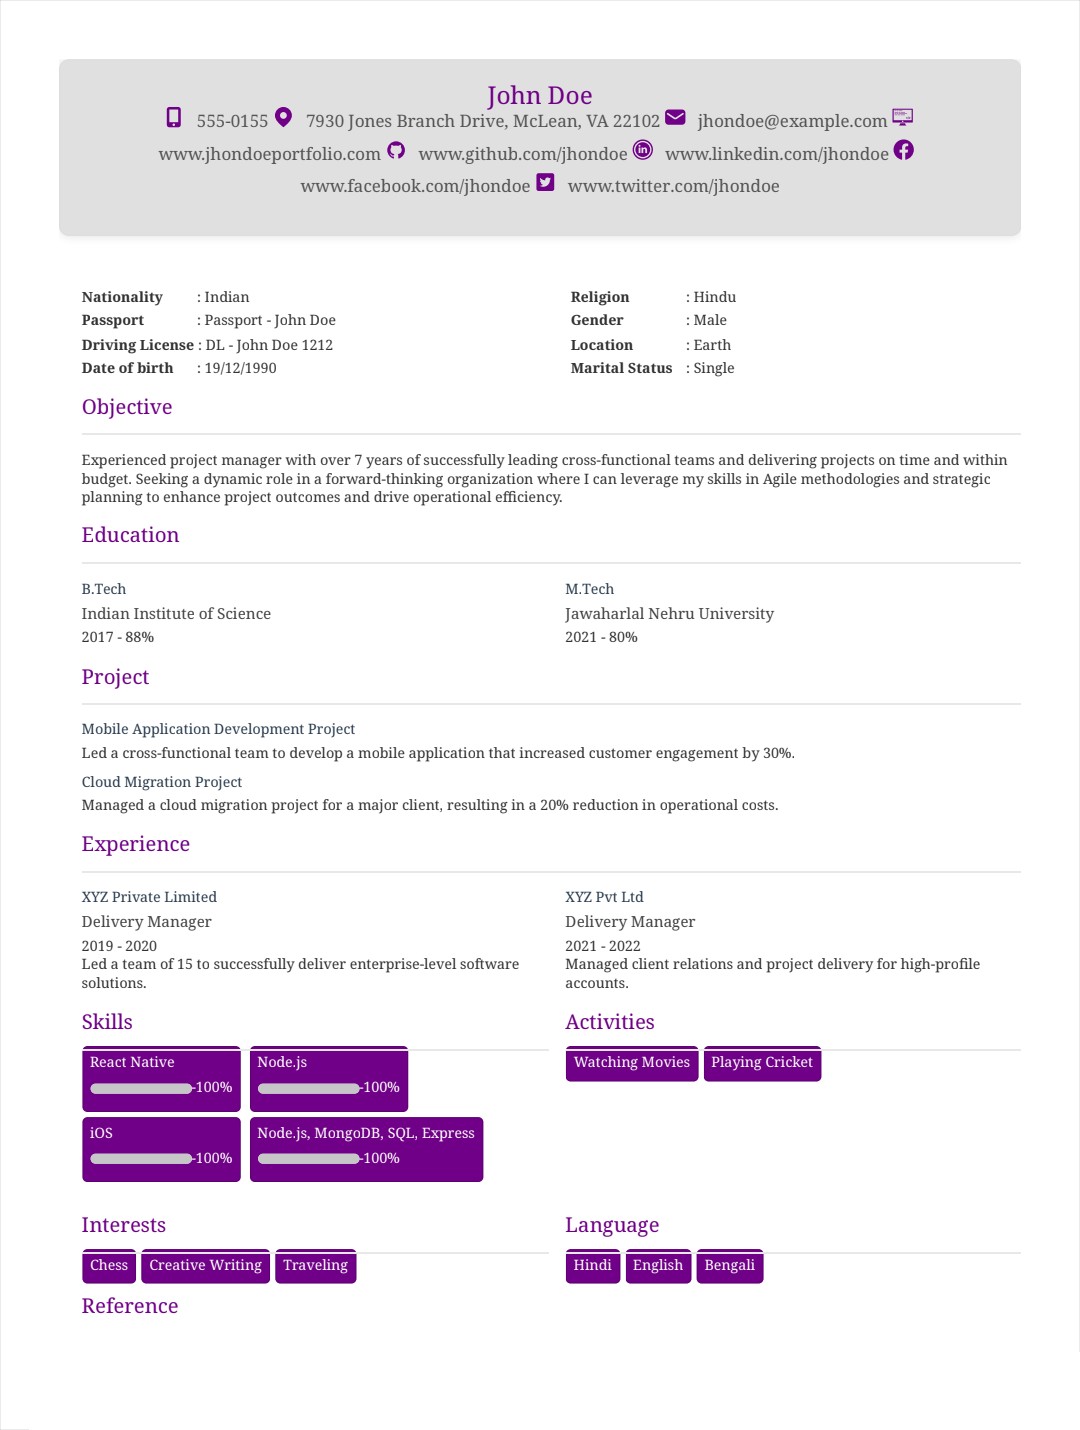 John Doe
555-0155 7930 Jones Branch Drive, McLean, VA 22102 jhondoe@example.com
www.jhondoeportfolio.com www.github.com/jhondoe www.linkedin.com/jhondoe
www.facebook.com/jhondoe www.twitter.com/jhondoe
Nationality : Indian Religion : Hindu
Passport : Passport - John Doe Gender : Male
Driving License : DL - John Doe 1212 Location : Earth
Date of birth : 19/12/1990 Marital Status : Single
Objective
Experienced project manager with over 7 years of successfully leading cross-functional teams and delivering projects on time and within
budget. Seeking a dynamic role in a forward-thinking organization where I can leverage my skills in Agile methodologies and strategic
planning to enhance project outcomes and drive operational efficiency.
Education
B.Tech
Indian Institute of Science
2017 - 88%
M.Tech
Jawaharlal Nehru University
2021 - 80%
Project
Mobile Application Development Project
Led a cross-functional team to develop a mobile application that increased customer engagement by 30%.
Cloud Migration Project
Managed a cloud migration project for a major client, resulting in a 20% reduction in operational costs.
Experience
XYZ Private Limited
Delivery Manager
2019 - 2020
Led a team of 15 to successfully deliver enterprise-level software
solutions.
XYZ Pvt Ltd
Delivery Manager
2021 - 2022
Managed client relations and project delivery for high-profile
accounts.
Skills
React Native
-100%
Node.js
-100%
iOS
-100%
Node.js, MongoDB, SQL, Express
-100%
Activities
Watching Movies Playing Cricket
Interests
Chess Creative Writing Traveling
Language
Hindi English Bengali
Reference